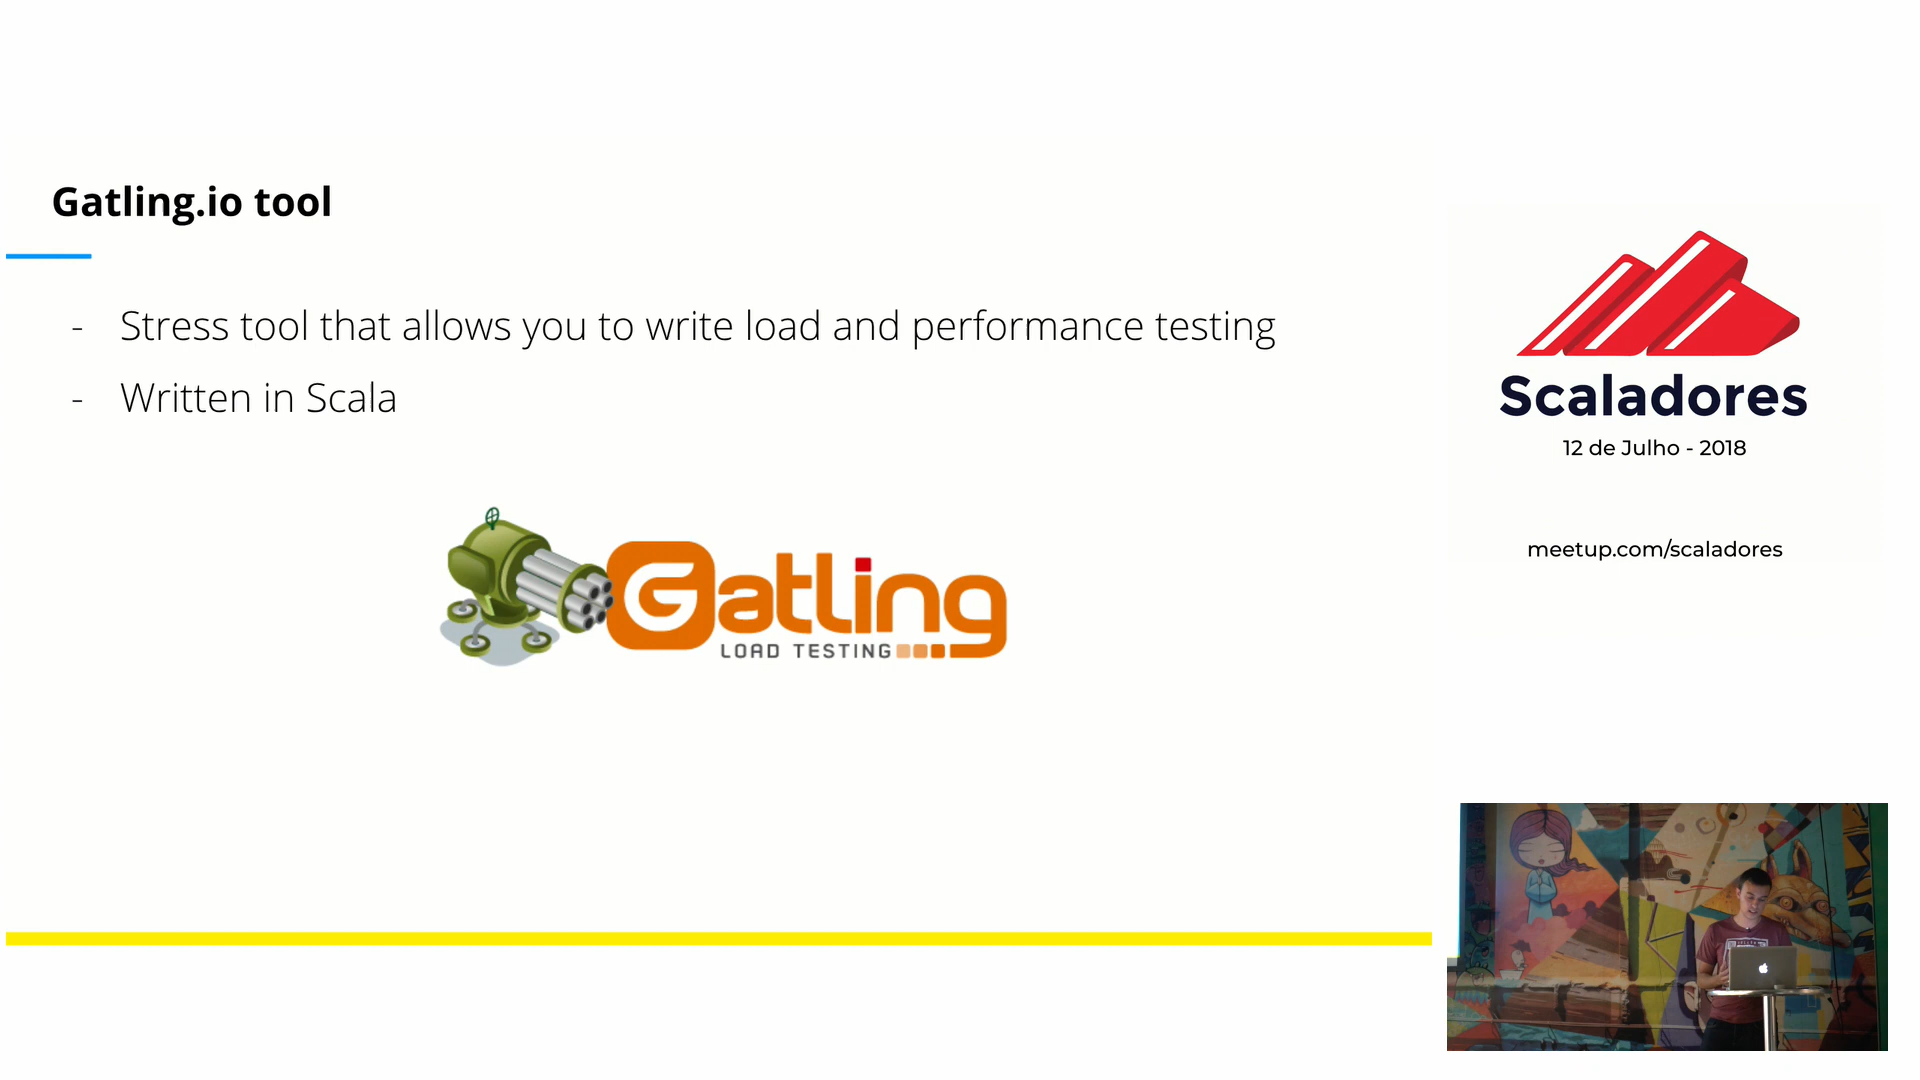 Gatling.io tool
- Stress tool that allows you to write load and performance testing
- Written in Scala
Gatling
LOAD TESTING
Scaladores
12 de Julho - 2018
meetup.com/scaladores